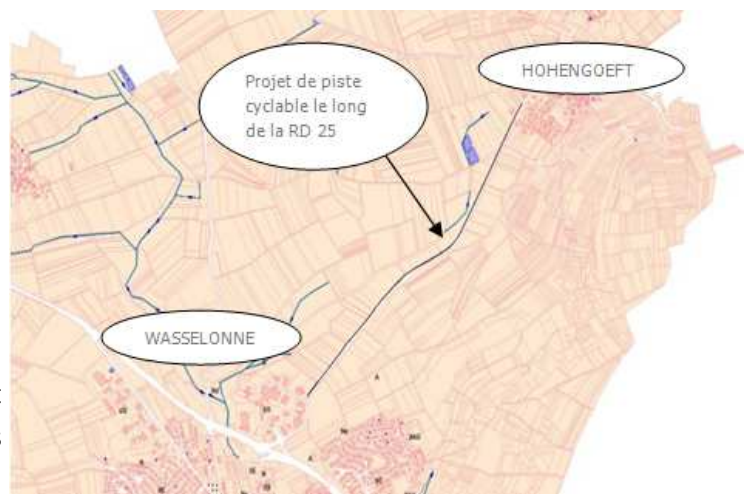 Projet de piste
cyclable le long
de la RD 25
HOHENGOEFT
WASSELONNE